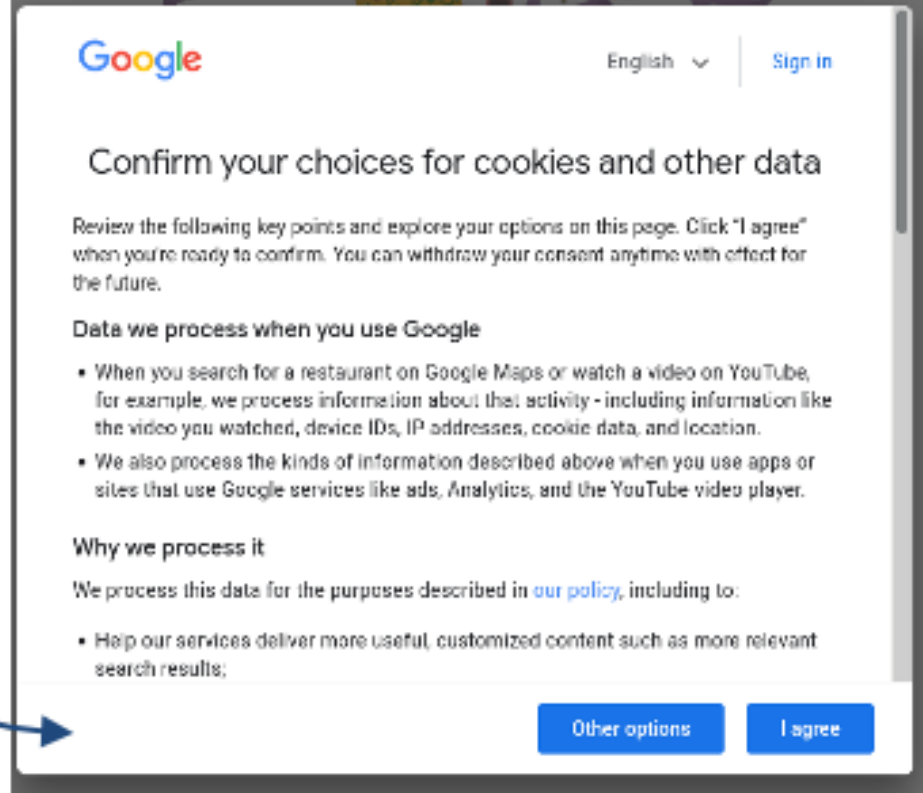 Google
English
Sign in
Confirm your choices for cookies and other data
Review the following key points and explore your options on this page. Click "I agree"
when you're ready to confirm. You can withdraw your consent anytime with effect for
the future.
Data we process when you use Google
▪ When you search for a restaurant on Google Maps or watch a video on YouTube,
for example, we process information about that activity - including information like
the video you watched, device IDs, IP addresses, cookie data, and location.
▪ We also process the kinds of information described above when you use apps or
sites that use Google services like ads, Analytics, and the YouTube video player.
Why we process it
We process this data for the purposes described in our policy, including to:
▪ Help our services deliver more useful, customized content such as more relevant
search results;
Other options
I agree